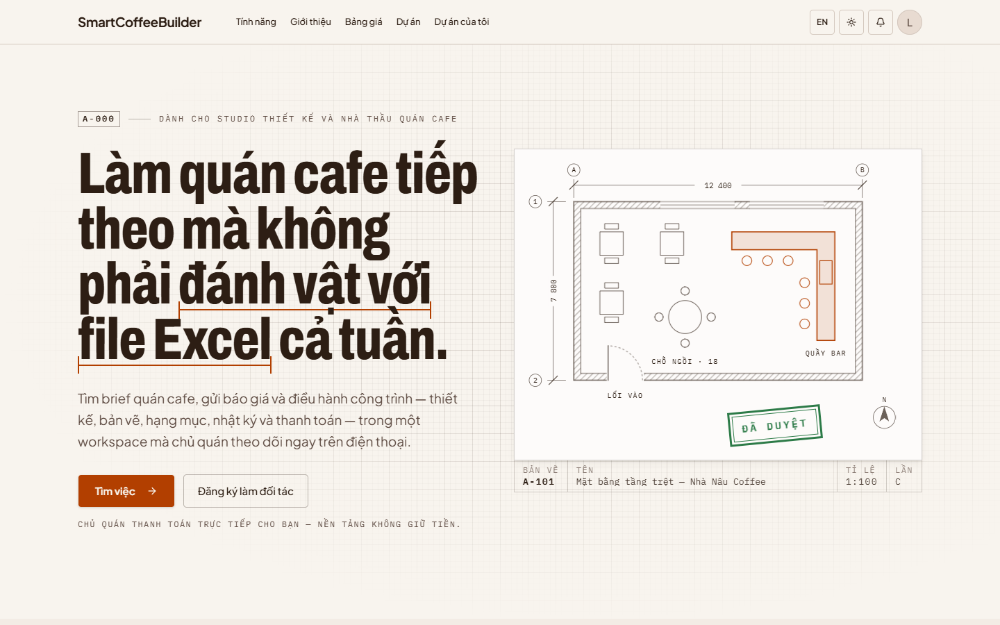 SmartCoffeeBuilder
Tính năng
Giới thiệu
Bảng giá
Dự án
Dự án của tôi
EN
L
A-000
DÀNH CHO STUDIO THIẾT KẾ VÀ NHÀ THẦU QUÁN CAFE
Làm quán cafe tiếp
theo mà không
phải đánh vật với
file Excel cả tuần.
Tìm brief quán cafe, gửi báo giá và điều hành công trình — thiết
kế, bản vẽ, hạng mục, nhật ký và thanh toán — trong một
workspace mà chủ quán theo dõi ngay trên điện thoại.
Tìm việc
Đăng ký làm đối tác
CHỦ QUÁN THANH TOÁN TRỰC TIẾP CHO BẠN — NỀN TẢNG KHÔNG GIỮ TIỀN.
A
B
12 400
1
7 800
2
QUẦY BAR
CHỖ NGỒI · 18
LỐI VÀO
N
ĐÃ DUYỆT
BẢN VẼ
A-101
TÊN
Mặt bằng tầng trệt — Nhà Nâu Coffee
TỈ LỆ
1:100
LẦN
C